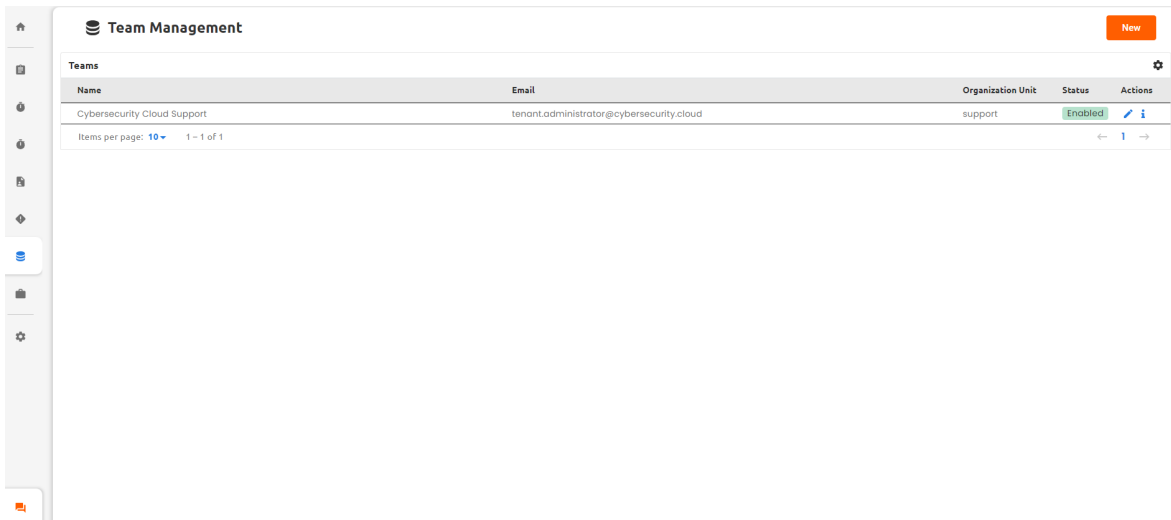 Team Management
New
Teams
Name Email Organization Unit Status Actions
Cybersecurity Cloud Support tenant.administrator@cybersecurity.cloud support Enabled
Items per page: 10 1 – 1 of 1 ← 1 →